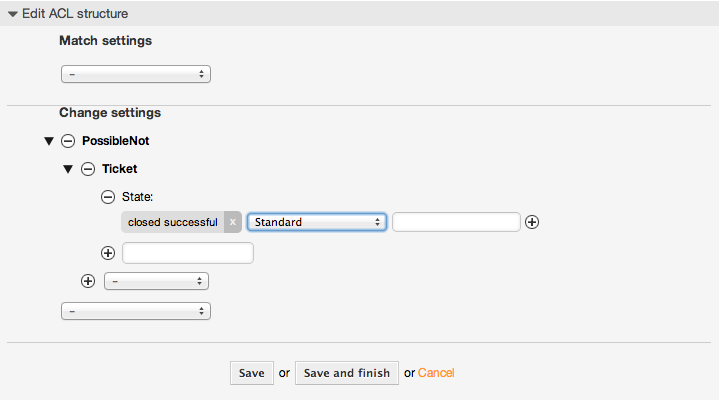 Edit ACL structure
Match settings
–
Change settings
PossibleNot
Ticket
State:
closed successful x Standard
–
–
Save or Save and finish or Cancel